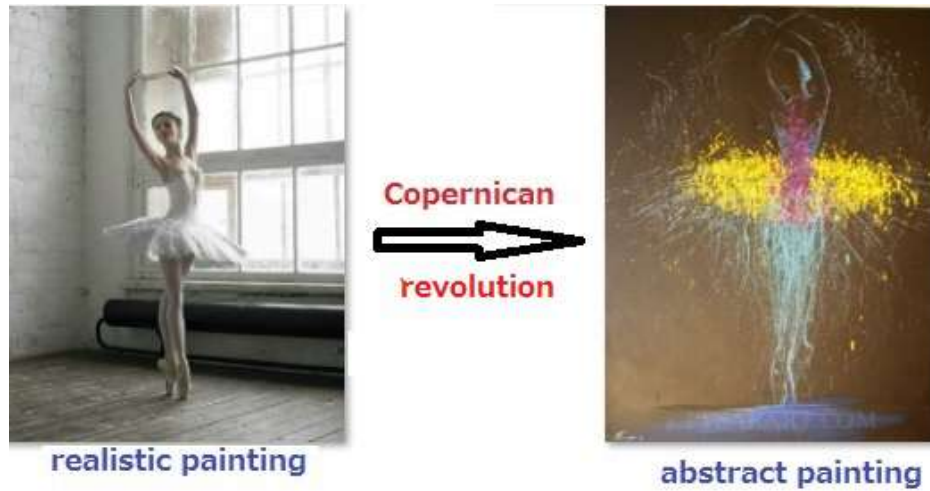 Copernican
revolution
realistic painting
abstract painting